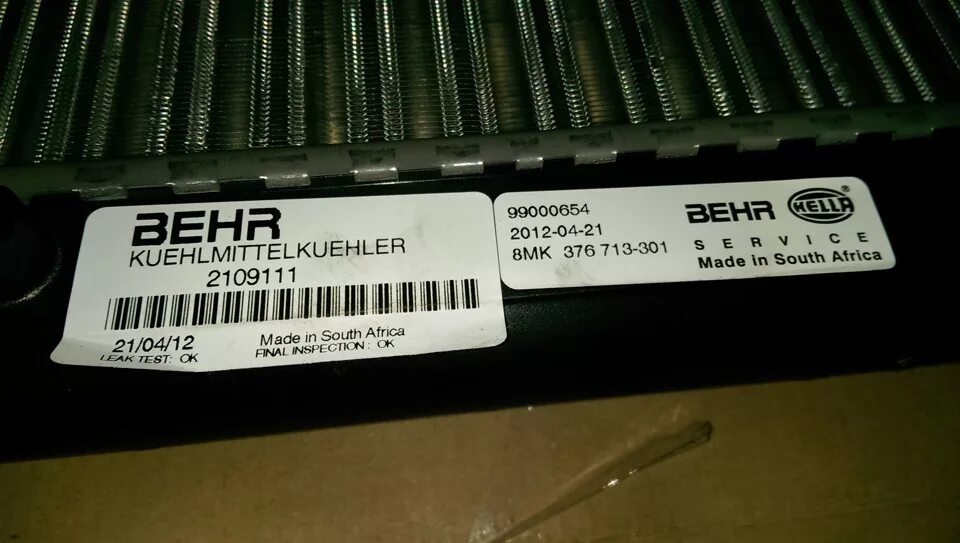 BEHR
KUEHLMITTELKUEHLER
2109111
21/04/12
LEAK TEST: OK
Made in South Africa
FINAL INSPECTION: OK
99000654
2012-04-21
8MK 376 713-301
BEHR HELLA®
SERVICE
Made in South Africa